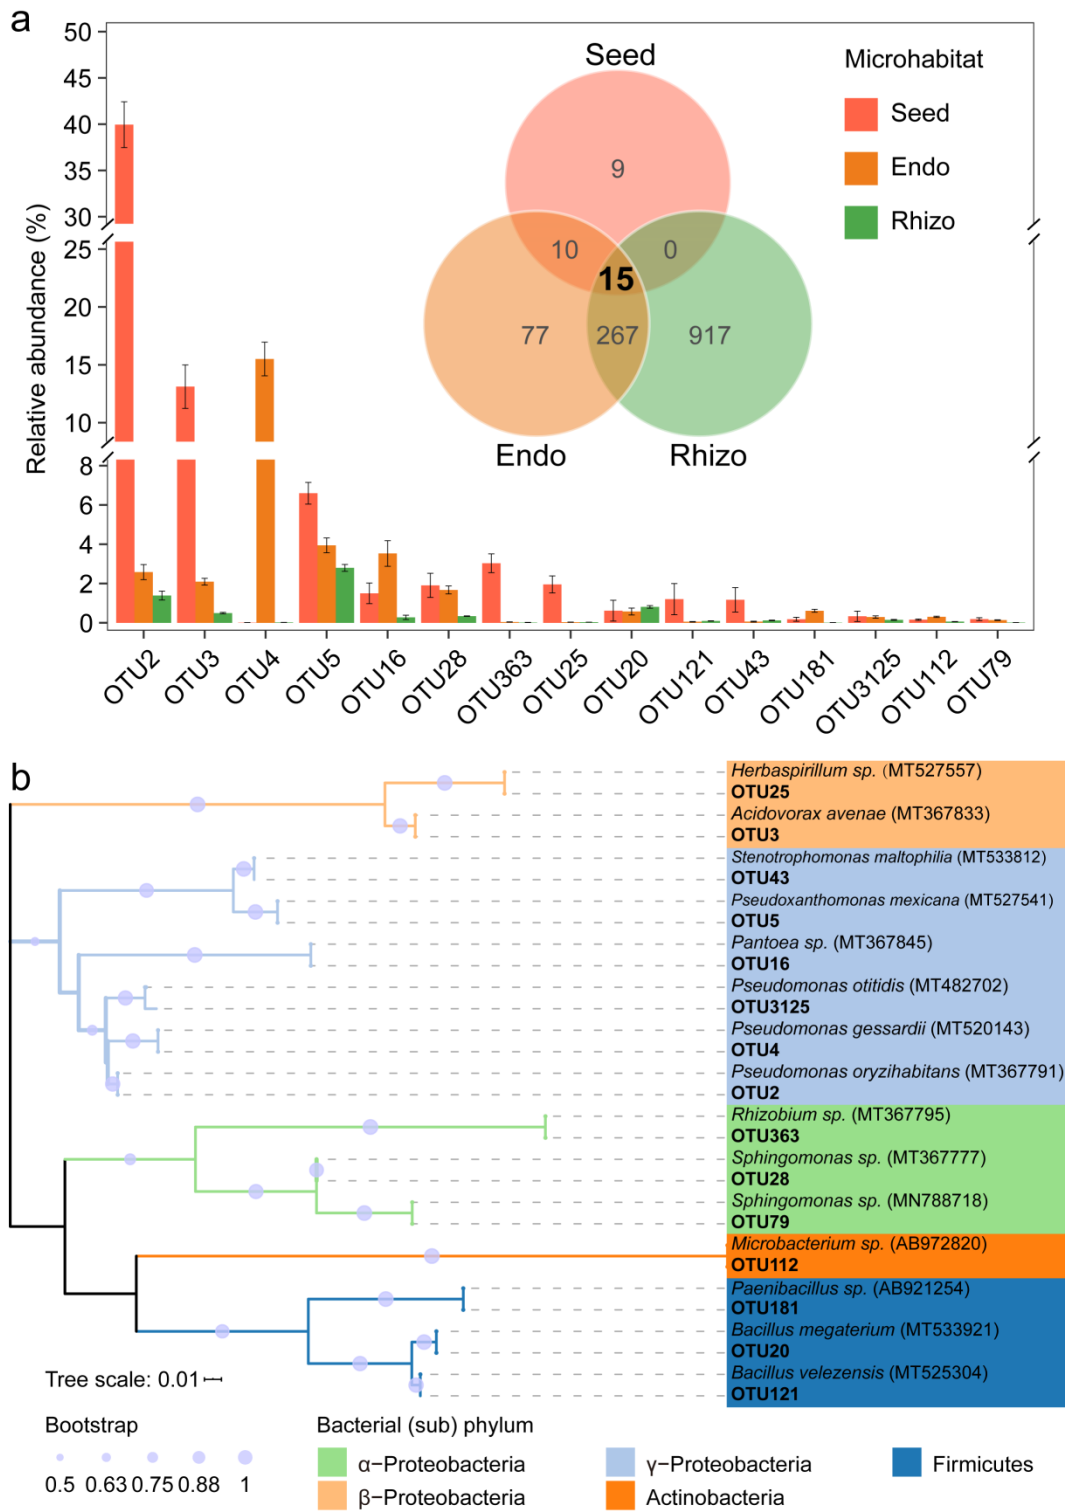 a
50
45
40
35
30
25
20
15
10
8
6
4
2
0
Relative abundance (%)
Seed
9
10
0
15
77
267
917
Endo
Rhizo
Microhabitat
Seed
Endo
Rhizo
OTU2
OTU3
OTU4
OTU5
OTU16
OTU28
OTU363
OTU25
OTU20
OTU121
OTU43
OTU181
OTU3125
OTU112
OTU79
b
Herbaspirillum sp. (MT527557)
OTU25
Acidovorax avenae (MT367833)
OTU3
Stenotrophomonas maltophilia (MT533812)
OTU43
Pseudoxanthomonas mexicana (MT527541)
OTU5
Pantoea sp. (MT367845)
OTU16
Pseudomonas otitidis (MT482702)
OTU3125
Pseudomonas gessardii (MT520143)
OTU4
Pseudomonas oryzihabitans (MT367791)
OTU2
Rhizobium sp. (MT367795)
OTU363
Sphingomonas sp. (MT367777)
OTU28
Sphingomonas sp. (MN788718)
OTU79
Microbacterium sp. (AB972820)
OTU112
Paenibacillus sp. (AB921254)
OTU181
Bacillus megaterium (MT533921)
OTU20
Bacillus velezensis (MT525304)
OTU121
Tree scale: 0.01
Bootstrap
0.5 0.63 0.75 0.88 1
Bacterial (sub) phylum
α−Proteobacteria
β−Proteobacteria
γ−Proteobacteria
Actinobacteria
Firmicutes